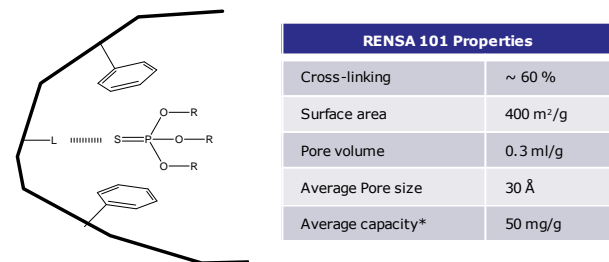 O—R
L S=P—O—R
O—R
RENSA 101 Properties
Cross-linking ~ 60 %
Surface area 400 m²/g
Pore volume 0.3 ml/g
Average Pore size 30 Å
Average capacity* 50 mg/g